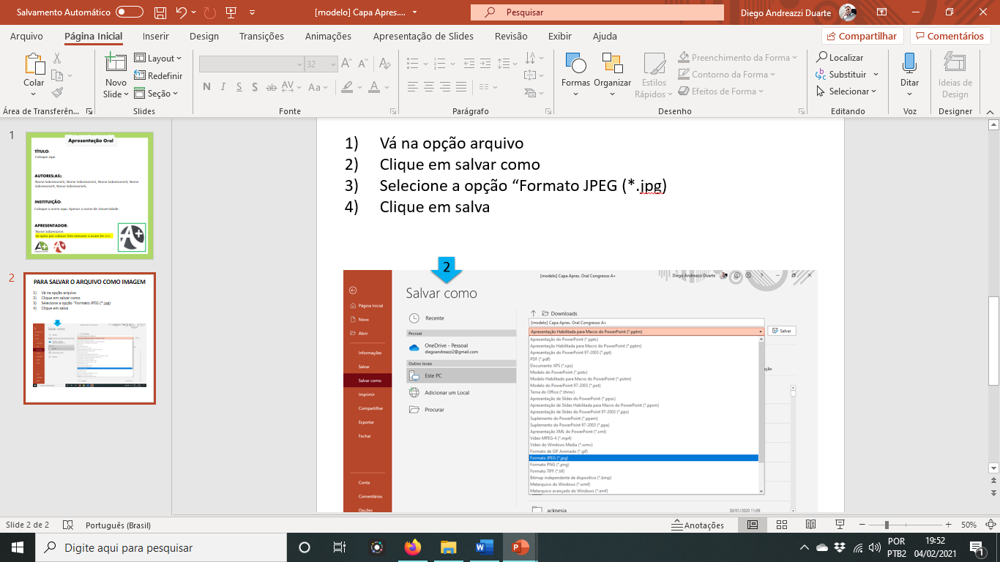 Salvamento Automático
[modelo] Capa Apres....
Pesquisar
Diego Andreazzi Duarte
Arquivo
Página Inicial
Inserir
Design
Transições
Animações
Apresentação de Slides
Revisão
Exibir
Ajuda
Compartilhar
Comentários
Colar
Novo
Slide
Layout
Redefinir
Seção
32
N I S S ab AV Aa A
Formas
Organizar
Estilos
Rápidos
Preenchimento da Forma
Contorno da Forma
Efeitos de Forma
Localizar
Substituir
Selecionar
Ditar
Ideias de
Design
Área de Transferên...
Slides
Fonte
Parágrafo
Desenho
Editando
Voz
Designer
1
Apresentação Oral
TÍTULO:
Coloque aqui
AUTORES(AS):
Nome Sobrenome1, Nome Sobrenome2, Nome Sobrenome3, Nome
Sobrenome4, Nome Sobrenome5;
INSTITUIÇÃO:
Coloque o nome aqui. Apenas o nome de Universidade.
APRESENTADOR:
Nome Sobrenome.
Se optar por colocar foto remover o ícone A+ >>>
2
PARA SALVAR O ARQUIVO COMO IMAGEM
1) Vá na opção arquivo
2) Clique em salvar como
3) Selecione a opção “Formato JPEG (*.jpg)
4) Clique em salva
1) Vá na opção arquivo
2) Clique em salvar como
3) Selecione a opção “Formato JPEG (*.jpg)
4) Clique em salva
2
[modelo] Capa Apres. Oral Congresso A+
Diego Andreazzi Duarte
Salvar como
Página Inicial
Novo
Abrir
Informações
Salvar
Salvar como
Imprimir
Compartilhar
Exportar
Fechar
Conta
Comentários
Opções
Recente
Pessoal
OneDrive - Pessoal
diegoandreazzi2@gmail.com
Outros locais
Este PC
Adicionar um Local
Procurar
Downloads
[modelo] Capa Apres. Oral Congresso A+
Apresentação Habilitada para Macro do PowerPoint (*.pptm)
Salvar
Apresentação do PowerPoint (*.pptx)
Apresentação Habilitada para Macro do PowerPoint (*.pptm)
Apresentação do PowerPoint 97-2003 (*.ppt)
PDF (*.pdf)
Documento XPS (*.xps)
Modelo do PowerPoint (*.potx)
Modelo Habilitado para Macro do PowerPoint (*.potm)
Modelo do PowerPoint 97-2003 (*.pot)
Tema do Office (*.thmx)
Apresentação de Slides do PowerPoint (*.ppsx)
Apresentação de Slides Habilitada para Macro do PowerPoint (*.ppsm)
Apresentação de Slides do PowerPoint 97-2003 (*.pps)
Suplemento do PowerPoint (*.ppam)
Suplemento do PowerPoint 97-2003 (*.ppa)
Apresentação XML do PowerPoint (*.xml)
Vídeo MPEG-4 (*.mp4)
Vídeo do Windows Media (*.wmv)
Formato de GIF Animado (*.gif)
Formato JPEG (*.jpg)
Formato PNG (*.png)
Formato TIFF (*.tif)
Bitmap independente de dispositivo (*.bmp)
Metarquivo do Windows (*.wmf)
Metarquivo avançado do Windows (*.emf)
acknesia
30/01/2020 11:09
Slide 2 de 2
Português (Brasil)
Anotações
50%
Digite aqui para pesquisar
POR
PTB2
19:52
04/02/2021
1